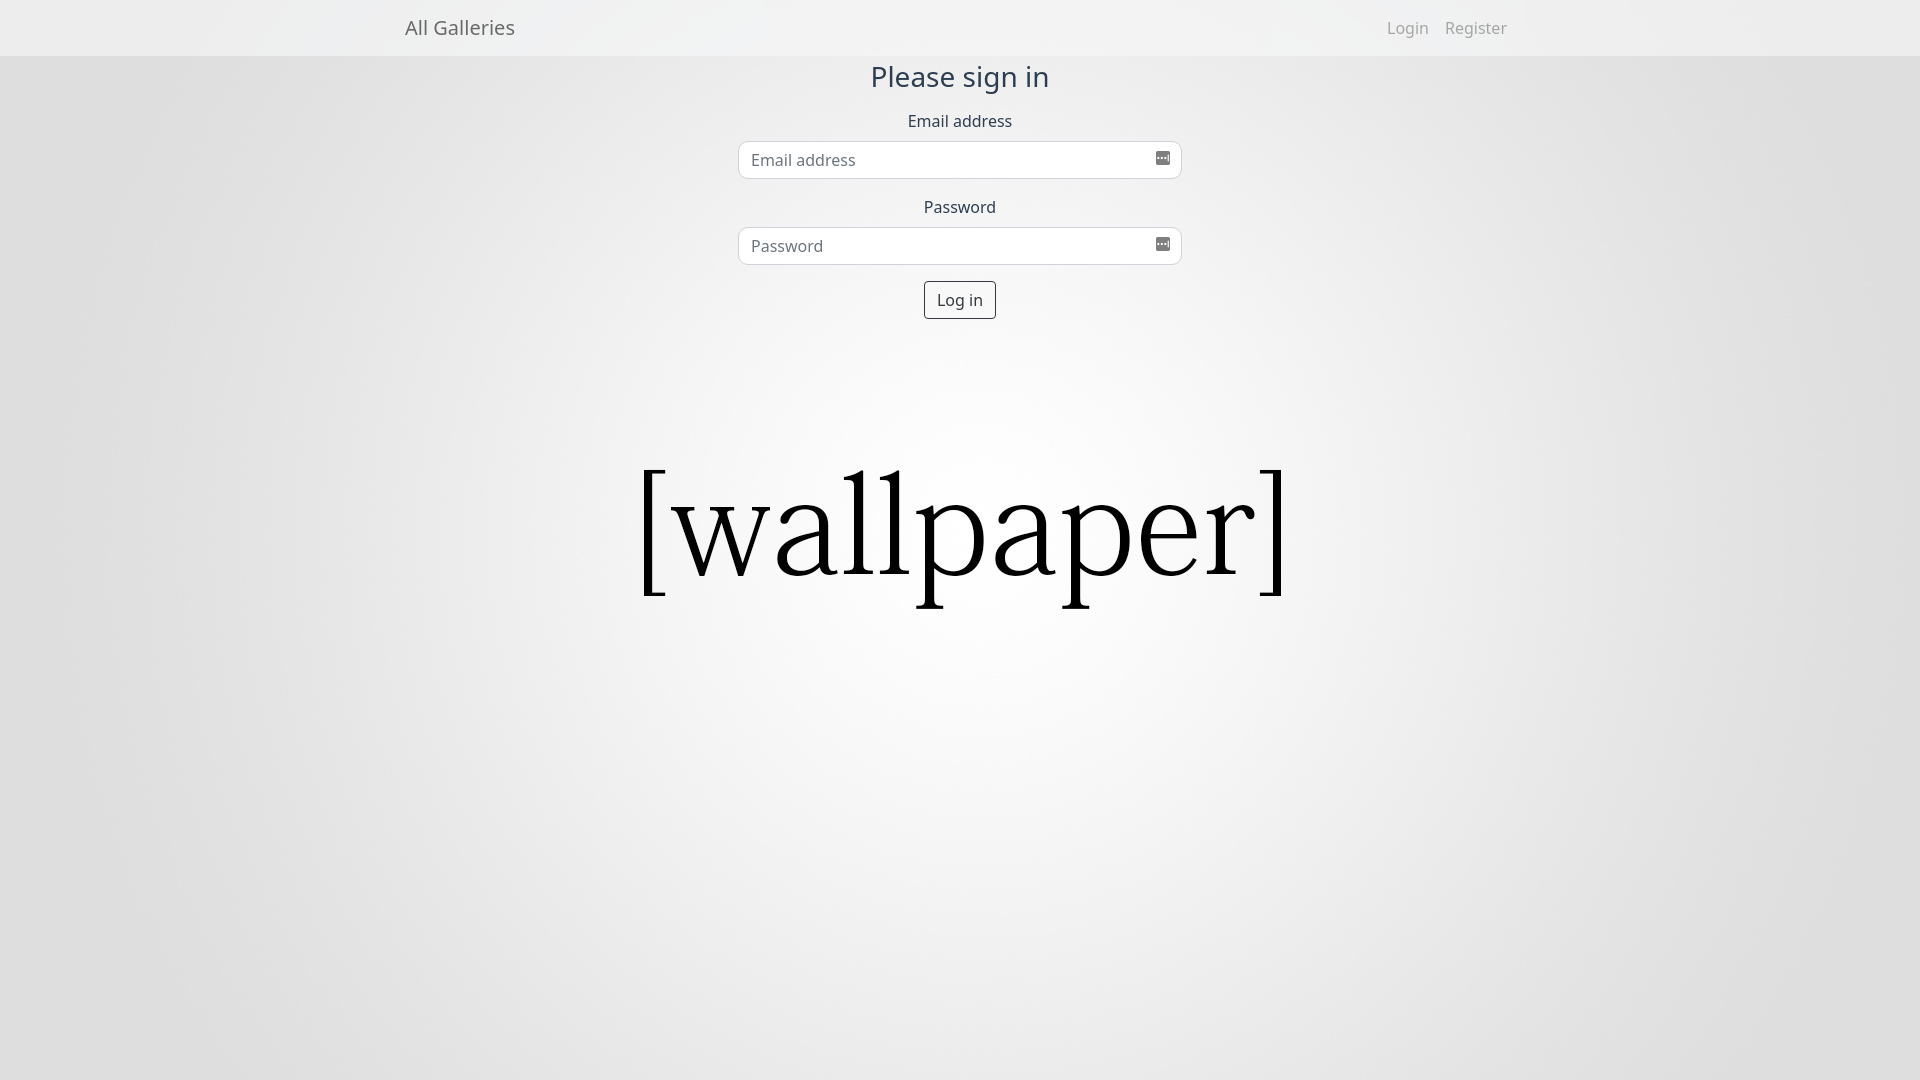 All Galleries
Login Register
Please sign in
Email address
Email address
Password
Password
Log in
[wallpaper]